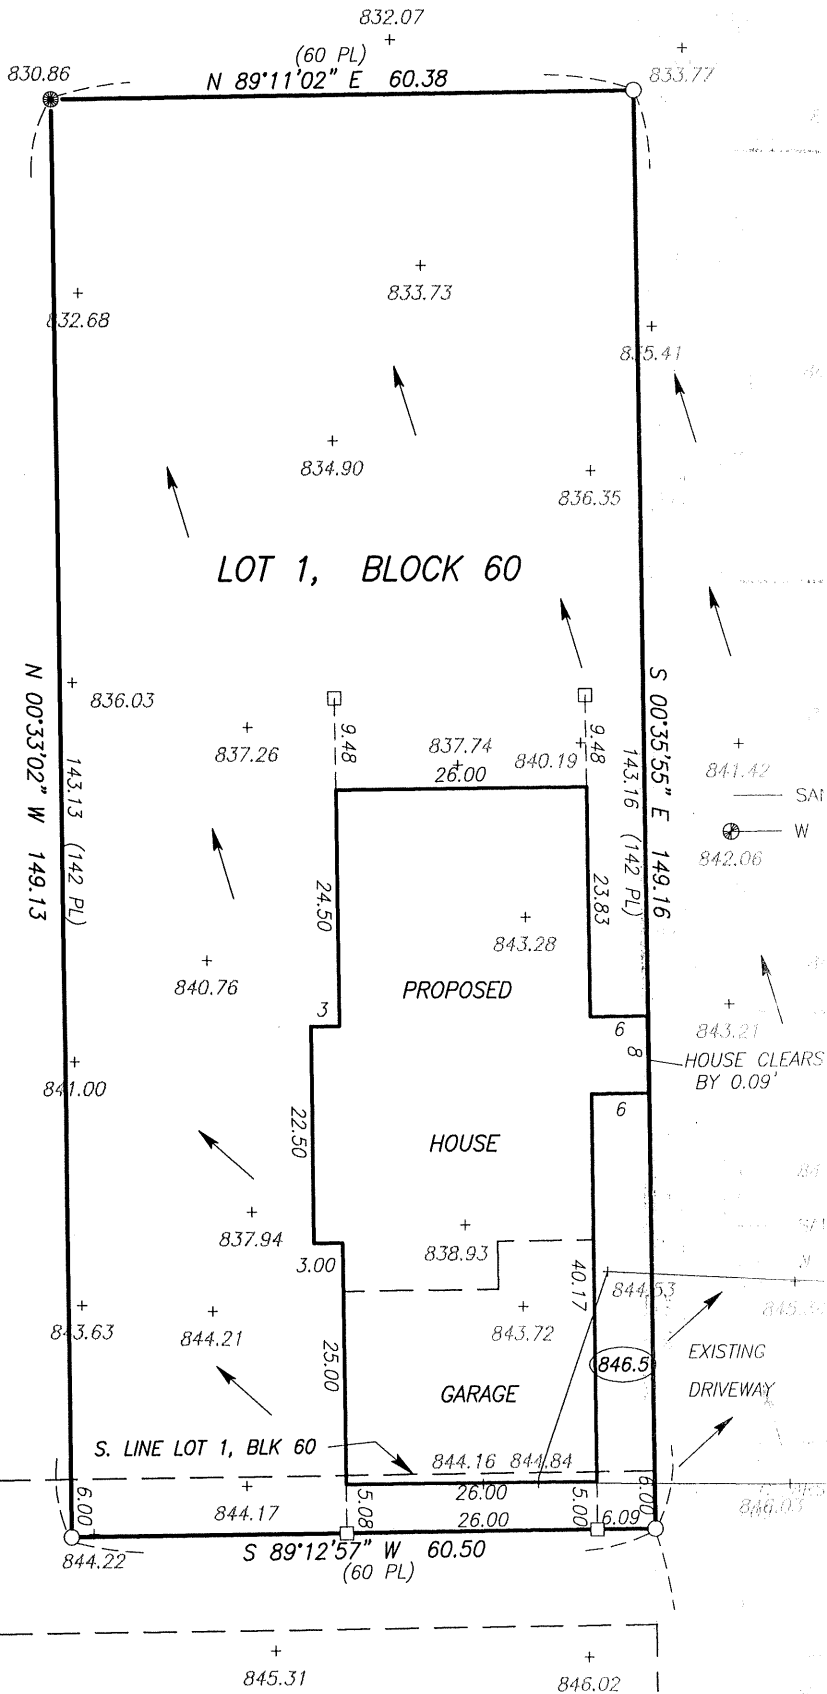 832.07
(60 PL)
830.86
833.77
N 89°11'02" E 60.38
832.68
833.73
835.41
834.90
836.35
LOT 1, BLOCK 60
N 00°33'02" W 149.13
143.13 (142 PL)
S 00°35'55" E 149.16
143.16 (142 PL)
836.03
837.26
9.48
837.74
840.19
9.48
26.00
841.42
SAN
W
842.06
24.50
23.83
843.28
840.76
PROPOSED
3
6
843.21
8
HOUSE CLEARS
BY 0.09'
841.00
6
22.50
HOUSE
837.94
838.93
3.00
40.17
844.53
843.63
844.21
843.72
25.00
846.5
EXISTING
DRIVEWAY
GARAGE
S. LINE LOT 1, BLK 60
844.16
844.84
6.00
844.17
5.08
26.00
26.00
5.00
6.09
6.00
846.03
844.22
S 89°12'57" W 60.50
(60 PL)
845.31
846.02